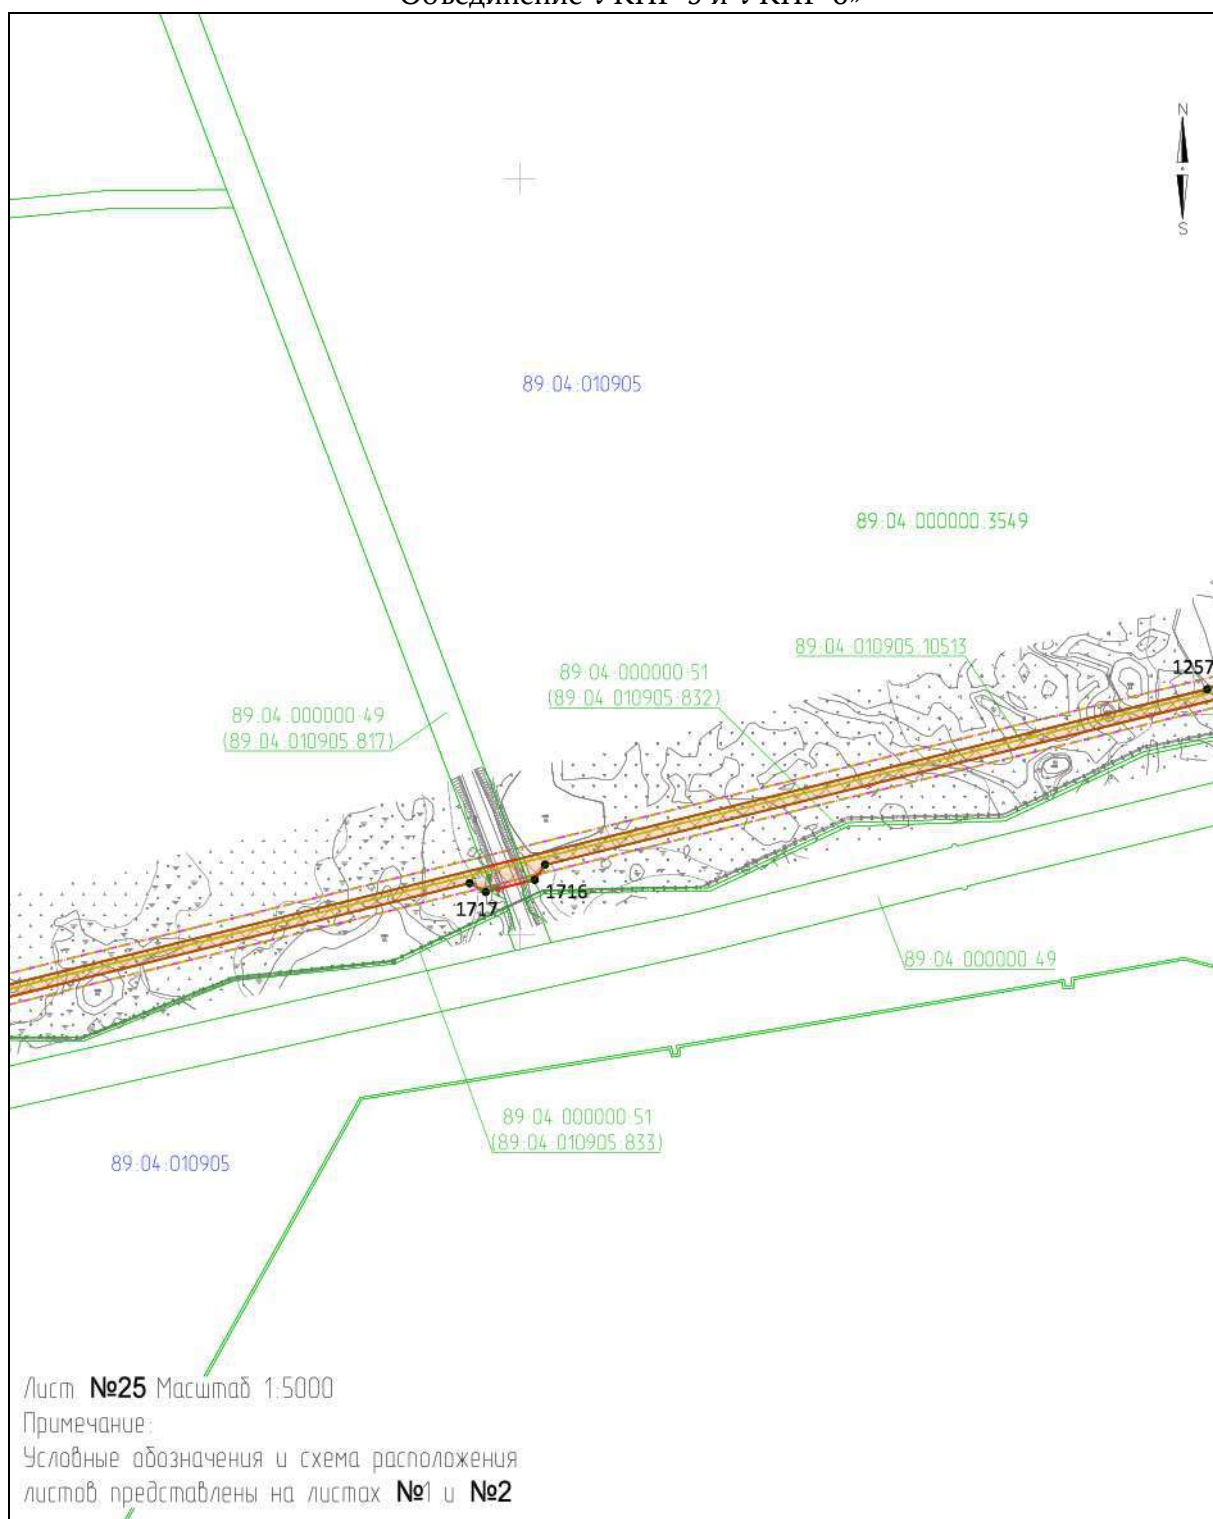 Объединение УКПГ-5 и УКПГ-6»
N
S
89:04:010905
89:04:000000:3549
89:04:010905:10513
1257
89:04:000000:51
(89:04:010905:832)
89:04:000000:49
(89:04:010905:817)
1716
1717
89:04:000000:49
89:04:000000:51
(89:04:010905:833)
89:04:010905
Лист №25 Масштаб 1:5000
Примечание:
Условные обозначения и схема расположения
листов представлены на листах №1 и №2